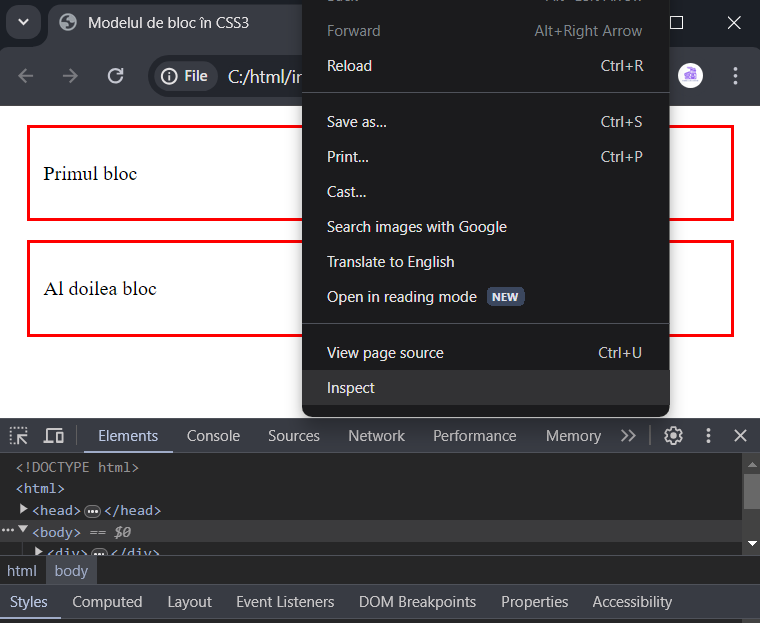 Modelul de bloc în CSS3
Forward Alt+Right Arrow
File C:/html/ir
Reload Ctrl+R
Save as... Ctrl+S
Print... Ctrl+P
Primul bloc
Cast...
Search images with Google
Translate to English
Al doilea bloc
Open in reading mode NEW
View page source Ctrl+U
Inspect
Elements Console Sources Network Performance Memory
<!DOCTYPE html>
<html>
<head> ... </head>
<body> == $0
<div> ... </div>
html body
Styles Computed Layout Event Listeners DOM Breakpoints Properties Accessibility